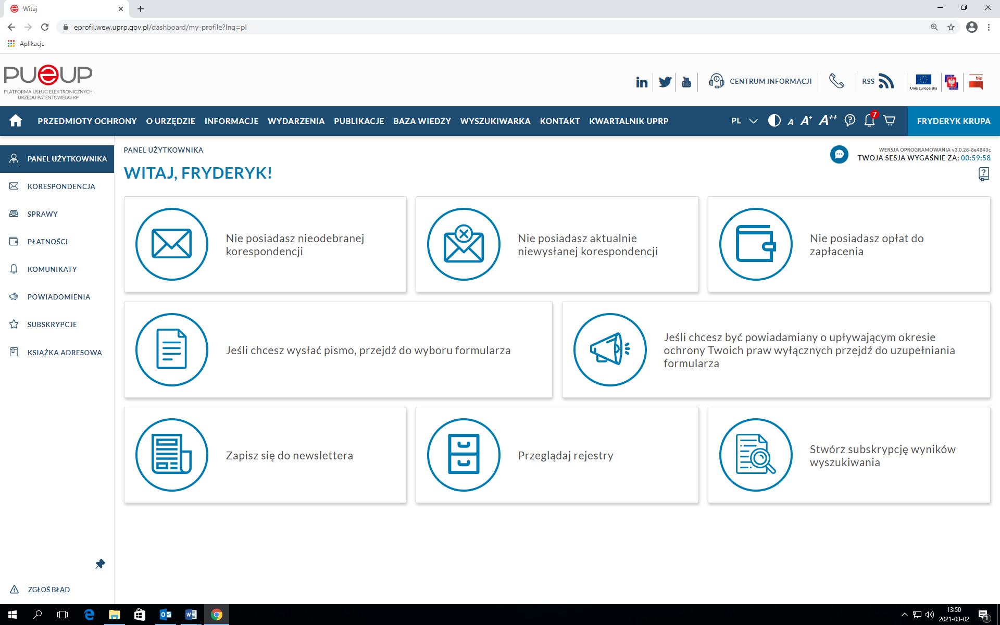 Witaj
eprofil.wew.uprp.gov.pl/dashboard/my-profile?lng=pl
Aplikacje
PUeUP
PLATFORMA USŁUG ELEKTRONICZNYCH
URZĘDU PATENTOWEGO RP
in
You
Tube
CENTRUM INFORMACJI
RSS
Unia Europejska
bip
PRZEDMIOTY OCHRONY
O URZĘDZIE
INFORMACJE
WYDARZENIA
PUBLIKACJE
BAZA WIEDZY
WYSZUKIWARKA
KONTAKT
KWARTALNIK UPRP
PL
A
A+
A++
7
FRYDERYK KRUPA
PANEL UŻYTKOWNIKA
KORESPONDENCJA
SPRAWY
PŁATNOŚCI
KOMUNIKATY
POWIADOMIENIA
SUBSKRYPCJE
KSIĄŻKA ADRESOWA
ZGŁOŚ BŁĄD
PANEL UŻYTKOWNIKA
WERSJA OPROGRAMOWANIA v3.0.28-8e4843c
TWOJA SESJA WYGAŚNIE ZA: 00:59:58
WITAJ, FRYDERYK!
Nie posiadasz nieodebranej
korespondencji
Nie posiadasz aktualnie
niewysłanej korespondencji
Nie posiadasz opłat do
zapłacenia
Jeśli chcesz wysłać pismo, przejdź do wyboru formularza
Jeśli chcesz być powiadamiany o upływającym okresie
ochrony Twoich praw wyłącznych przejdź do uzupełniania
formularza
Zapisz się do newslettera
Przeglądaj rejestry
Stwórz subskrypcję wyników
wyszukiwania
13:50
2021-03-02
1